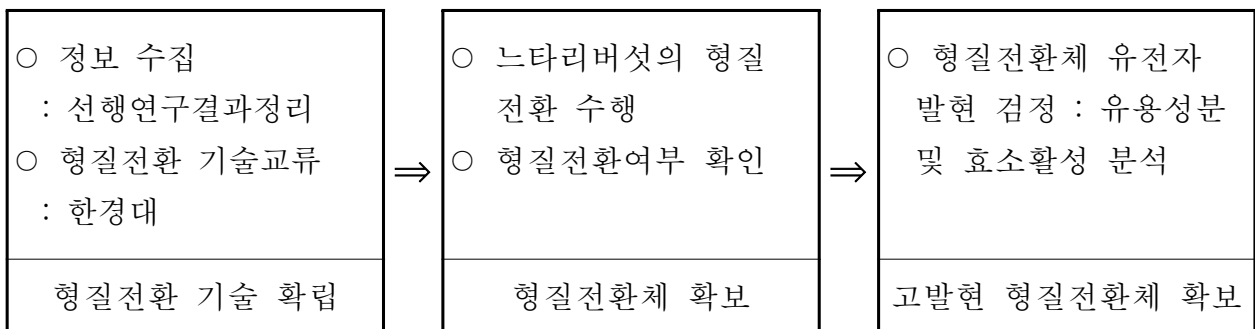 ○ 정보 수집
: 선행연구결과정리
○ 형질전환 기술교류
: 한경대
형질전환 기술 확립
⇒
○ 느타리버섯의 형질
전환 수행
○ 형질전환여부 확인
형질전환체 확보
⇒
○ 형질전환체 유전자
발현 검정 : 유용성분
및 효소활성 분석
고발현 형질전환체 확보